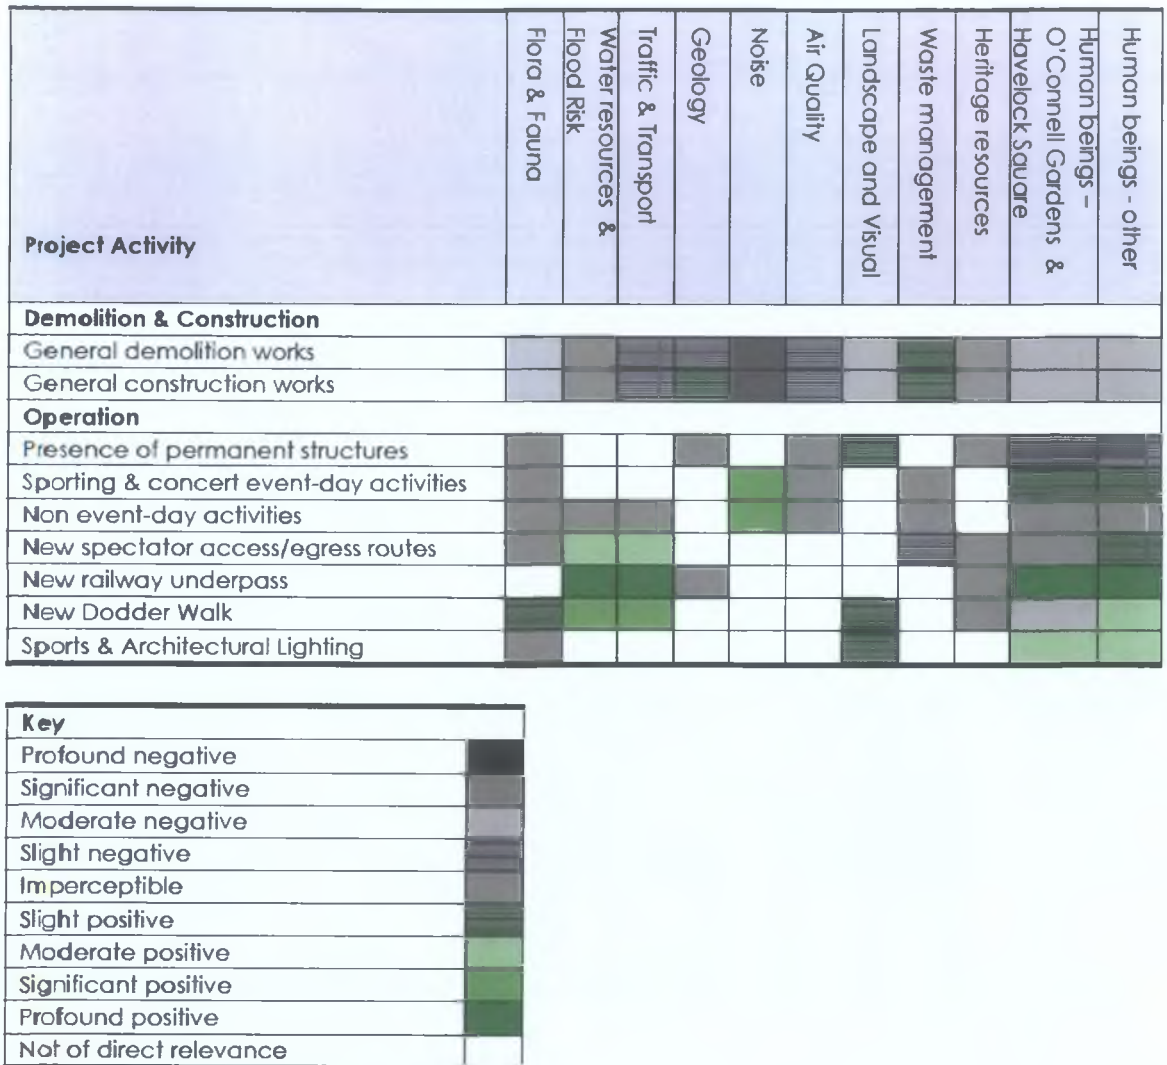 Project Activity
Flora & Fauna
Water resources &
Flood Risk
Traffic & Transport
Geology
Noise
Air Quality
Landscape and Visual
Waste management
Heritage resources
Human beings –
O'Connell Gardens &
Havelock Square
Human beings - other
Demolition & Construction
General demolition works
General construction works
Operation
Presence of permanent structures
Sporting & concert event-day activities
Non event-day activities
New spectator access/egress routes
New railway underpass
New Dodder Walk
Sports & Architectural Lighting
Key
Profound negative
Significant negative
Moderate negative
Slight negative
Imperceptible
Slight positive
Moderate positive
Significant positive
Profound positive
Not of direct relevance